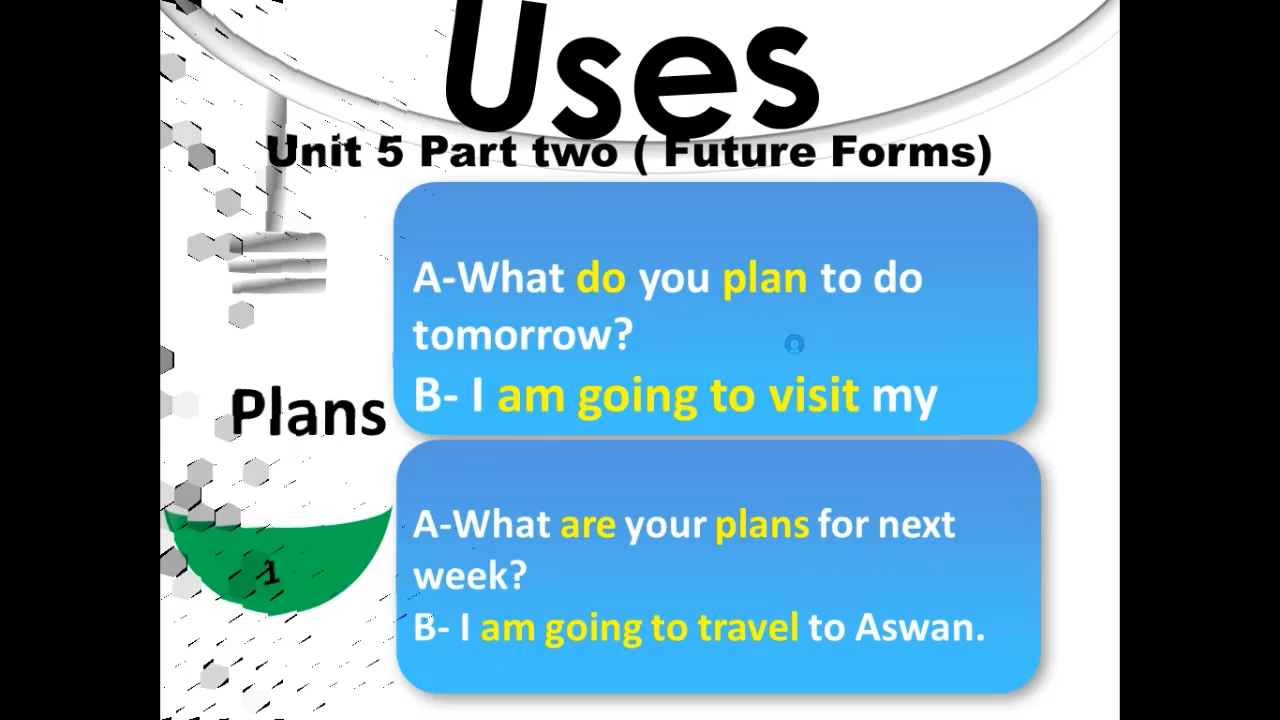 Uses
Unit 5 Part two ( Future Forms)
A-What do you plan to do
tomorrow?
B- I am going to visit my
Plans
A-What are your plans for next
week?
B- I am going to travel to Aswan.
1